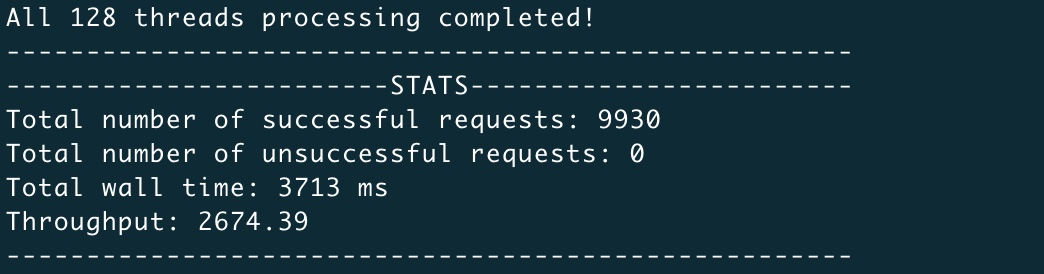 All 128 threads processing completed!
-----------------------------------------------------
------------------------STATS------------------------
Total number of successful requests: 9930
Total number of unsuccessful requests: 0
Total wall time: 3713 ms
Throughput: 2674.39
-----------------------------------------------------